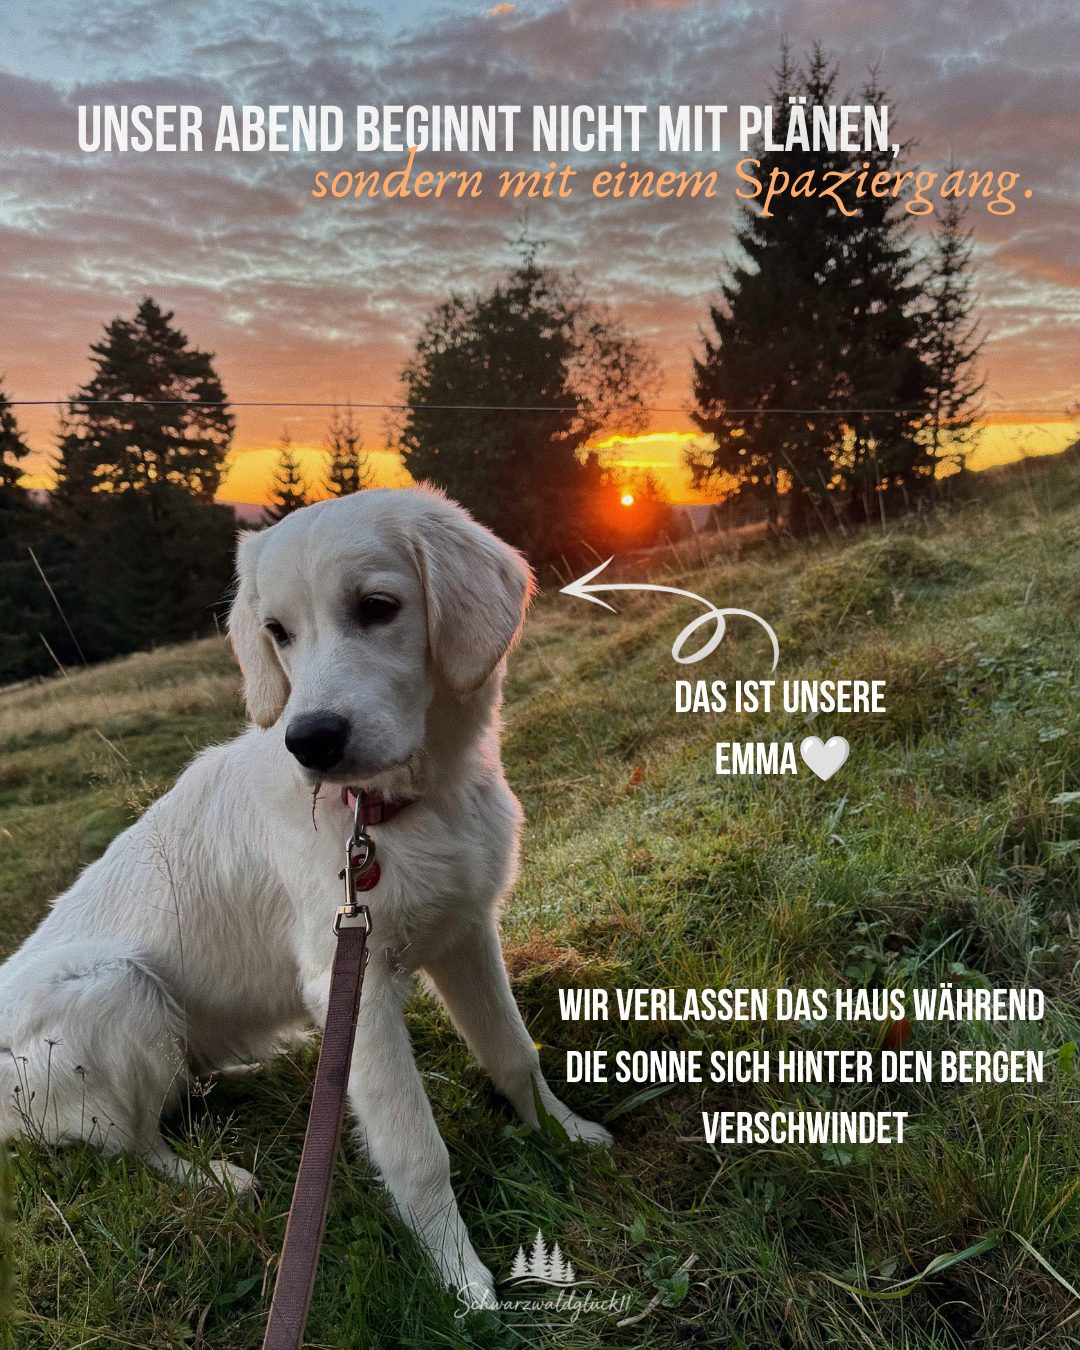 UNSER ABEND BEGINNT NICHT MIT PLÄNEN,
sondern mit einem Spaziergang.
DAS IST UNSERE
EMMA🤍
WIR VERLASSEN DAS HAUS WÄHREND
DIE SONNE SICH HINTER DEN BERGEN
VERSCHWINDET
Schwarzwaldglück11